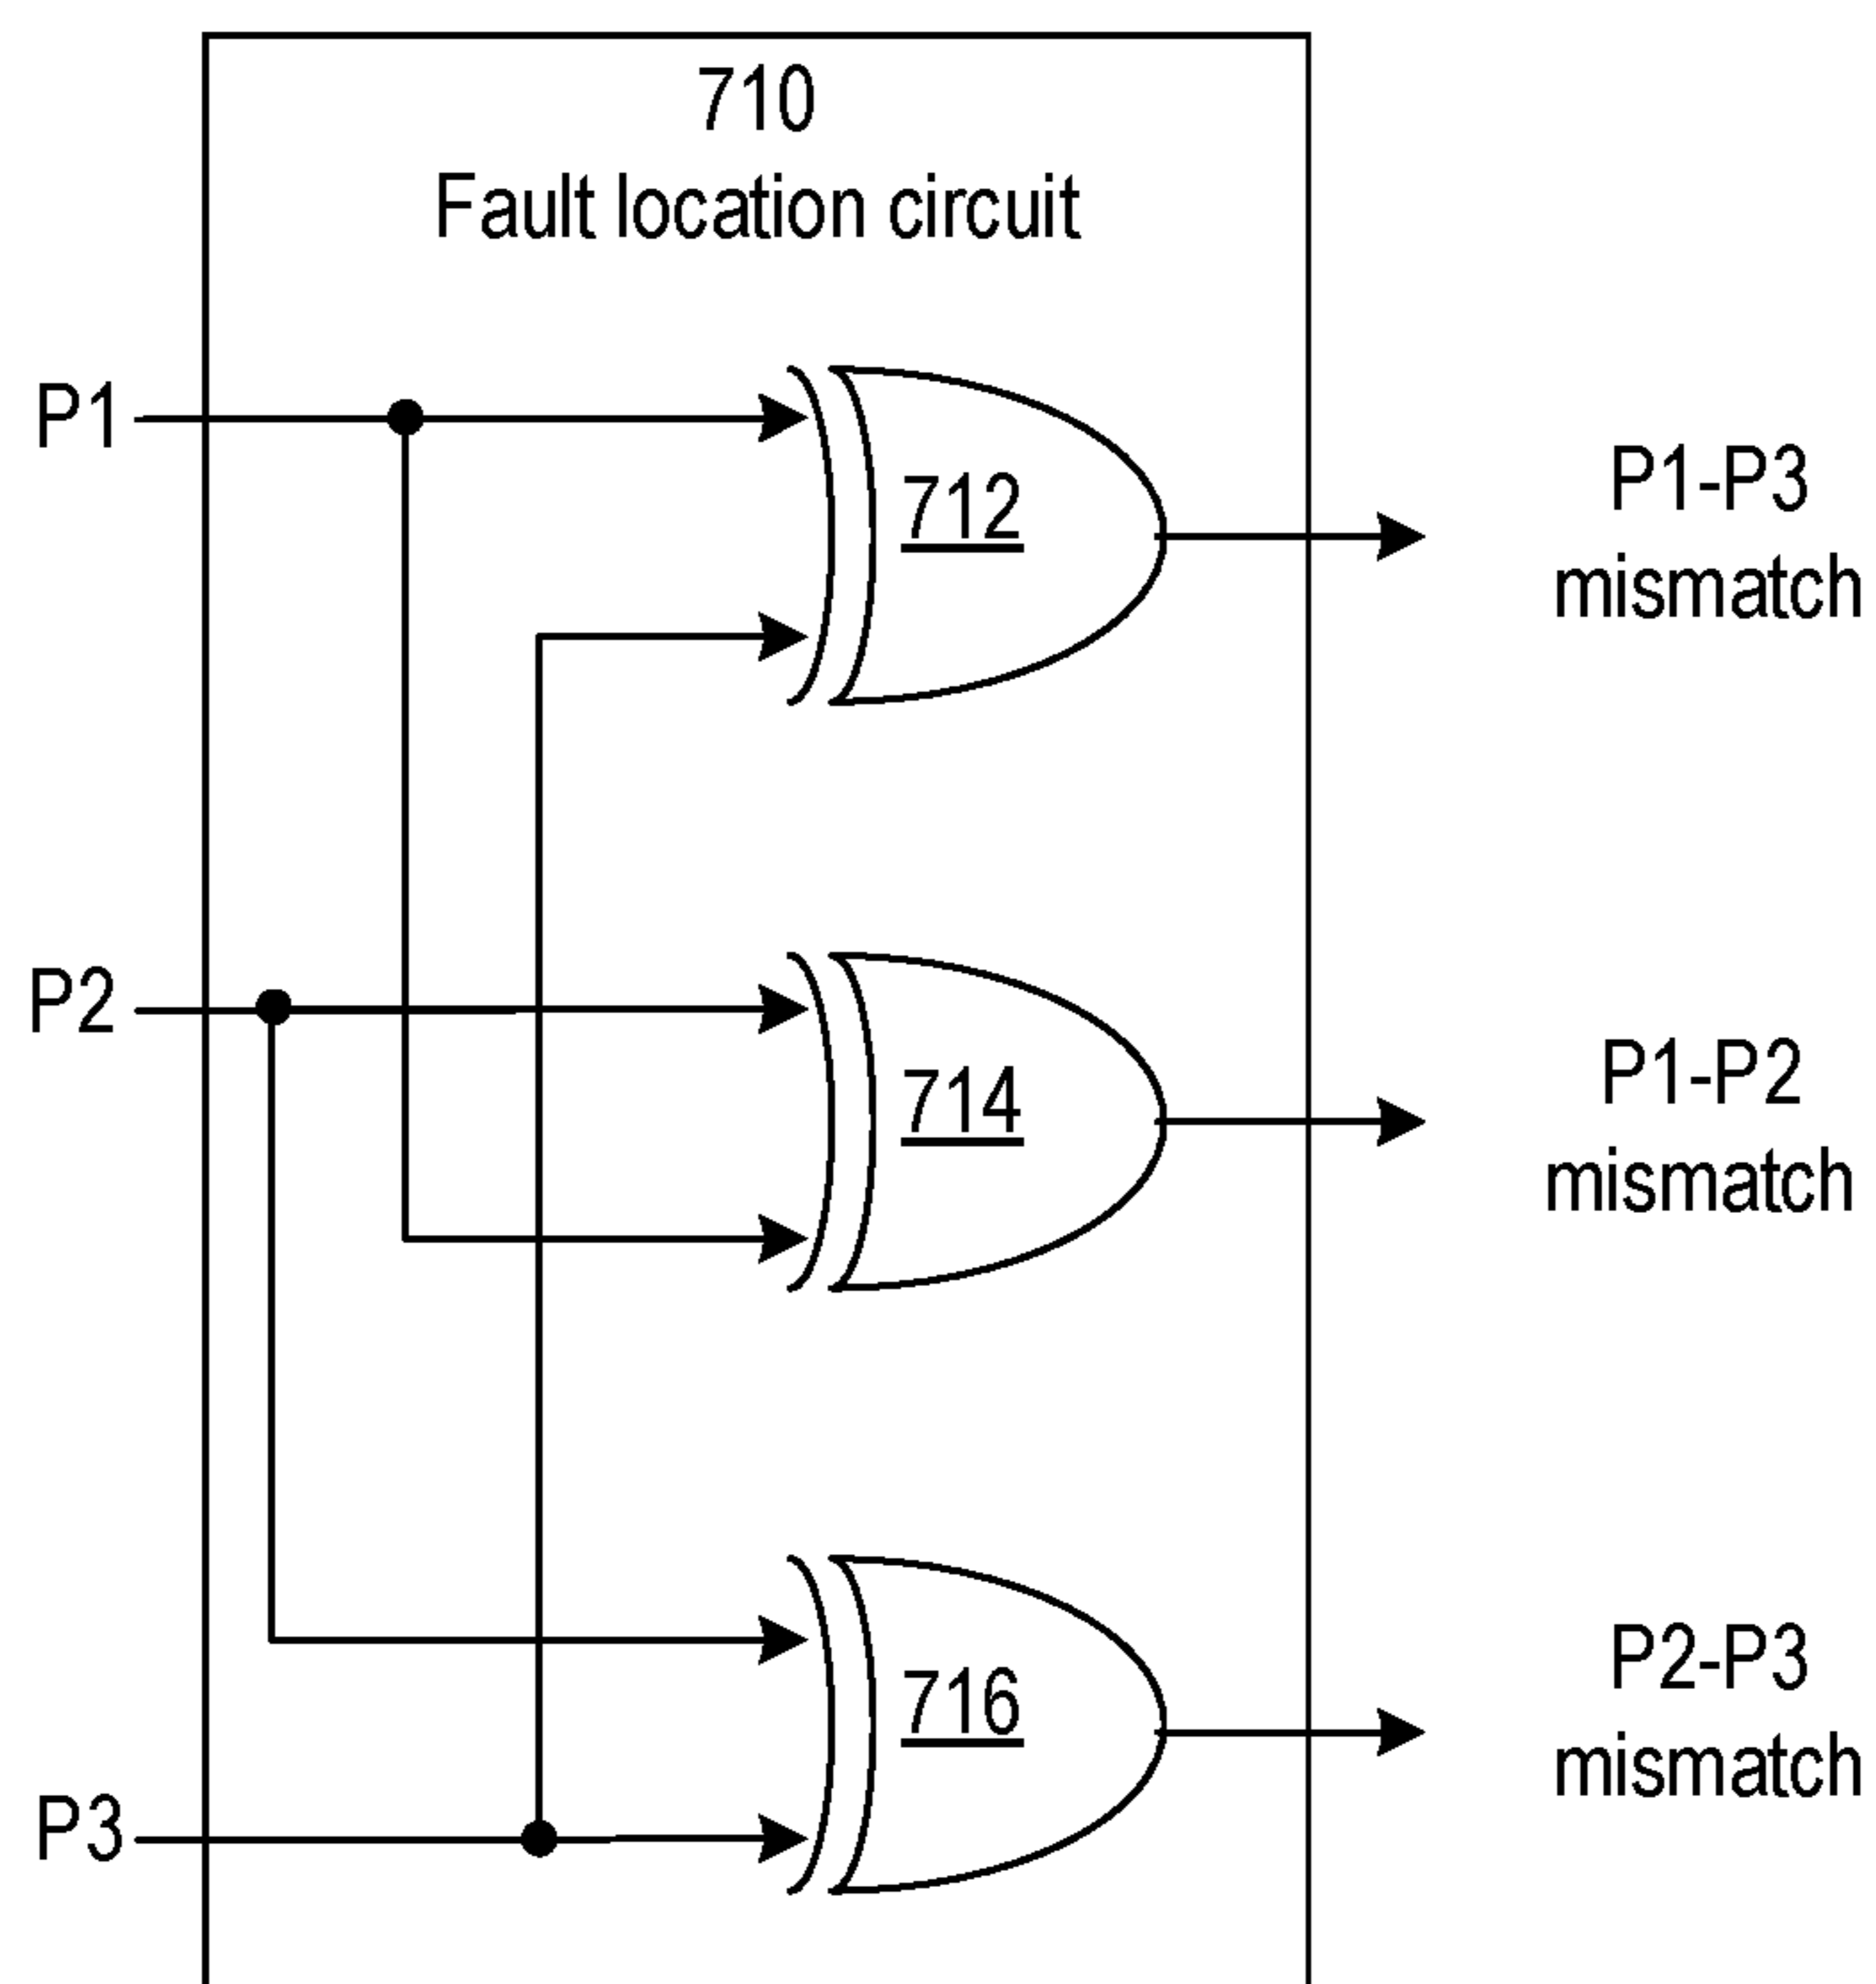 710
Fault location circuit
P1
712
P1-P3
mismatch
P2
714
P1-P2
mismatch
716
P2-P3
mismatch
P3